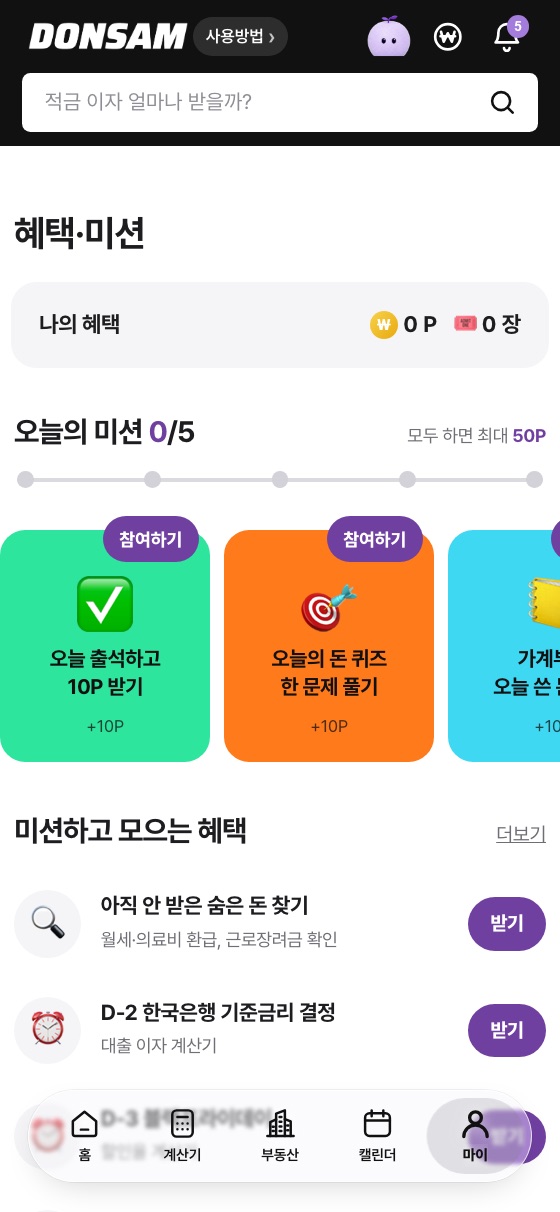 DONSAM
사용방법 ›
5
적금 이자 얼마나 받을까?
혜택·미션
나의 혜택
0 P
0 장
오늘의 미션 0/5
모두 하면 최대 50P
참여하기
참여하기
오늘 출석하고
10P 받기
+10P
오늘의 돈 퀴즈
한 문제 풀기
+10P
오늘 쓴
미션하고 모으는 혜택
더보기
아직 안 받은 숨은 돈 찾기
월세·의료비 환급, 근로장려금 확인
받기
D-2 한국은행 기준금리 결정
대출 이자 계산기
받기
D-3
받기
홈
계산기
부동산
캘린더
마이